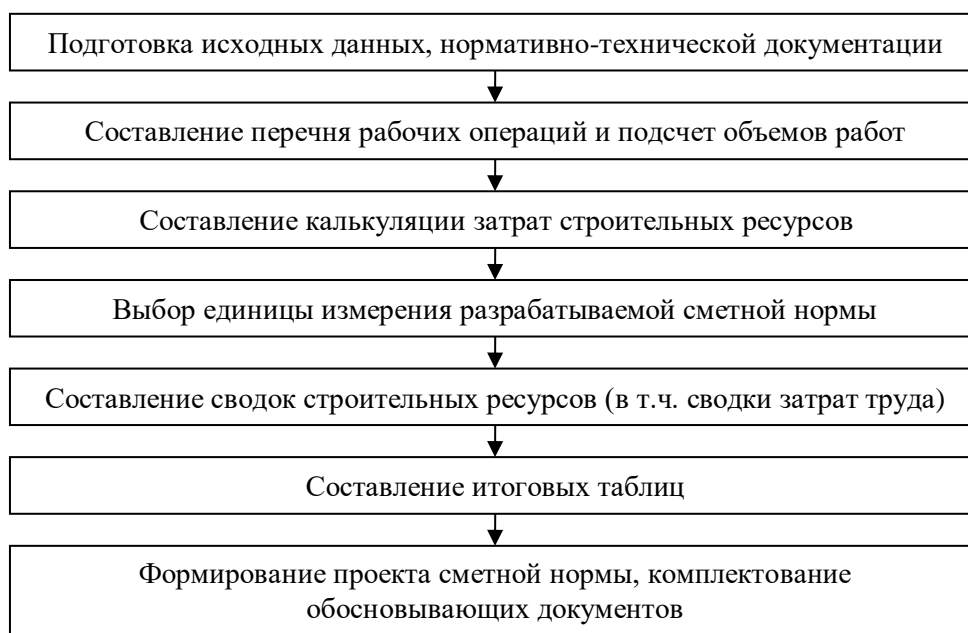 Подготовка исходных данных, нормативно-технической документации
Составление перечня рабочих операций и подсчет объемов работ
Составление калькуляции затрат строительных ресурсов
Выбор единицы измерения разрабатываемой сметной нормы
Составление сводок строительных ресурсов (в т.ч. сводки затрат труда)
Составление итоговых таблиц
Формирование проекта сметной нормы, комплектование
обосновывающих документов